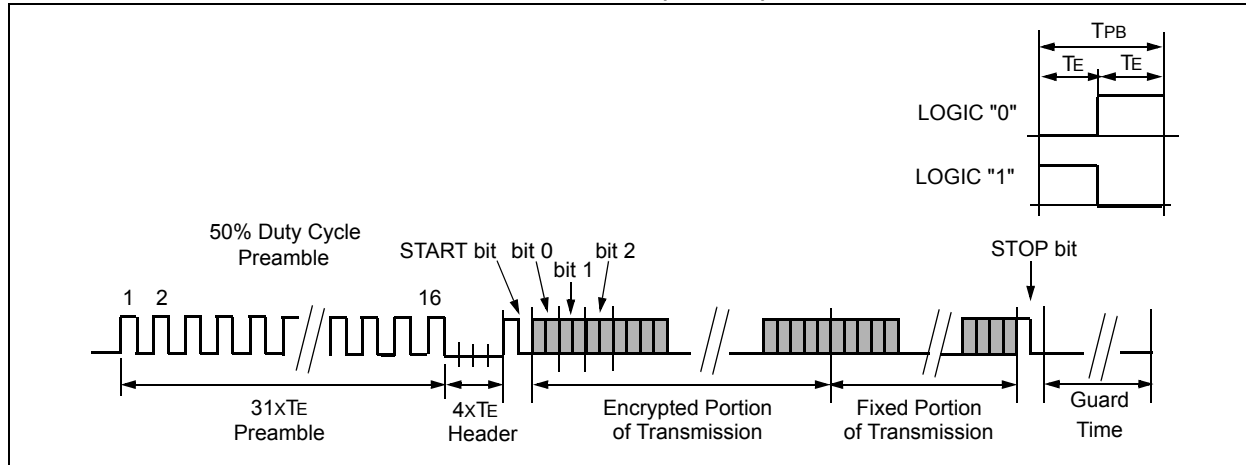 TPB
TE TE
LOGIC "0"
LOGIC "1"
50% Duty Cycle
Preamble
START bit bit 0 bit 1 bit 2
STOP bit
1 2 16
31XTE
Preamble
4XTE
Header
Encrypted Portion
of Transmission
Fixed Portion
of Transmission
Guard
Time